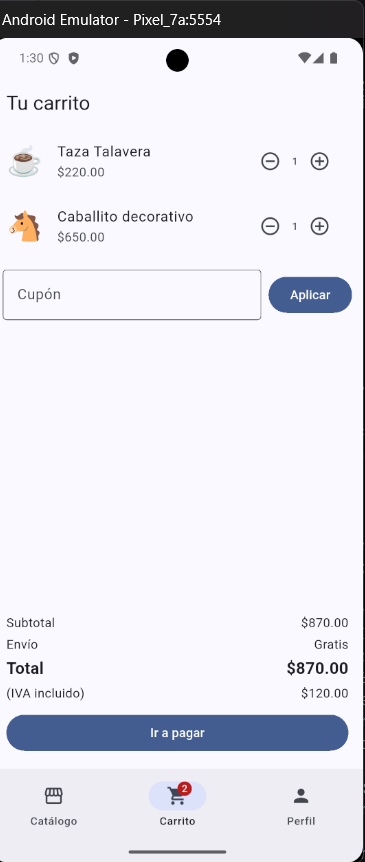 Android Emulator - Pixel_7a:5554
1:30
Tu carrito
Taza Talavera
$220.00
1
Caballito decorativo
$650.00
1
Cupón
Aplicar
Subtotal $870.00
Envío Gratis
Total $870.00
(IVA incluido) $120.00
Ir a pagar
2
Catálogo Carrito Perfil